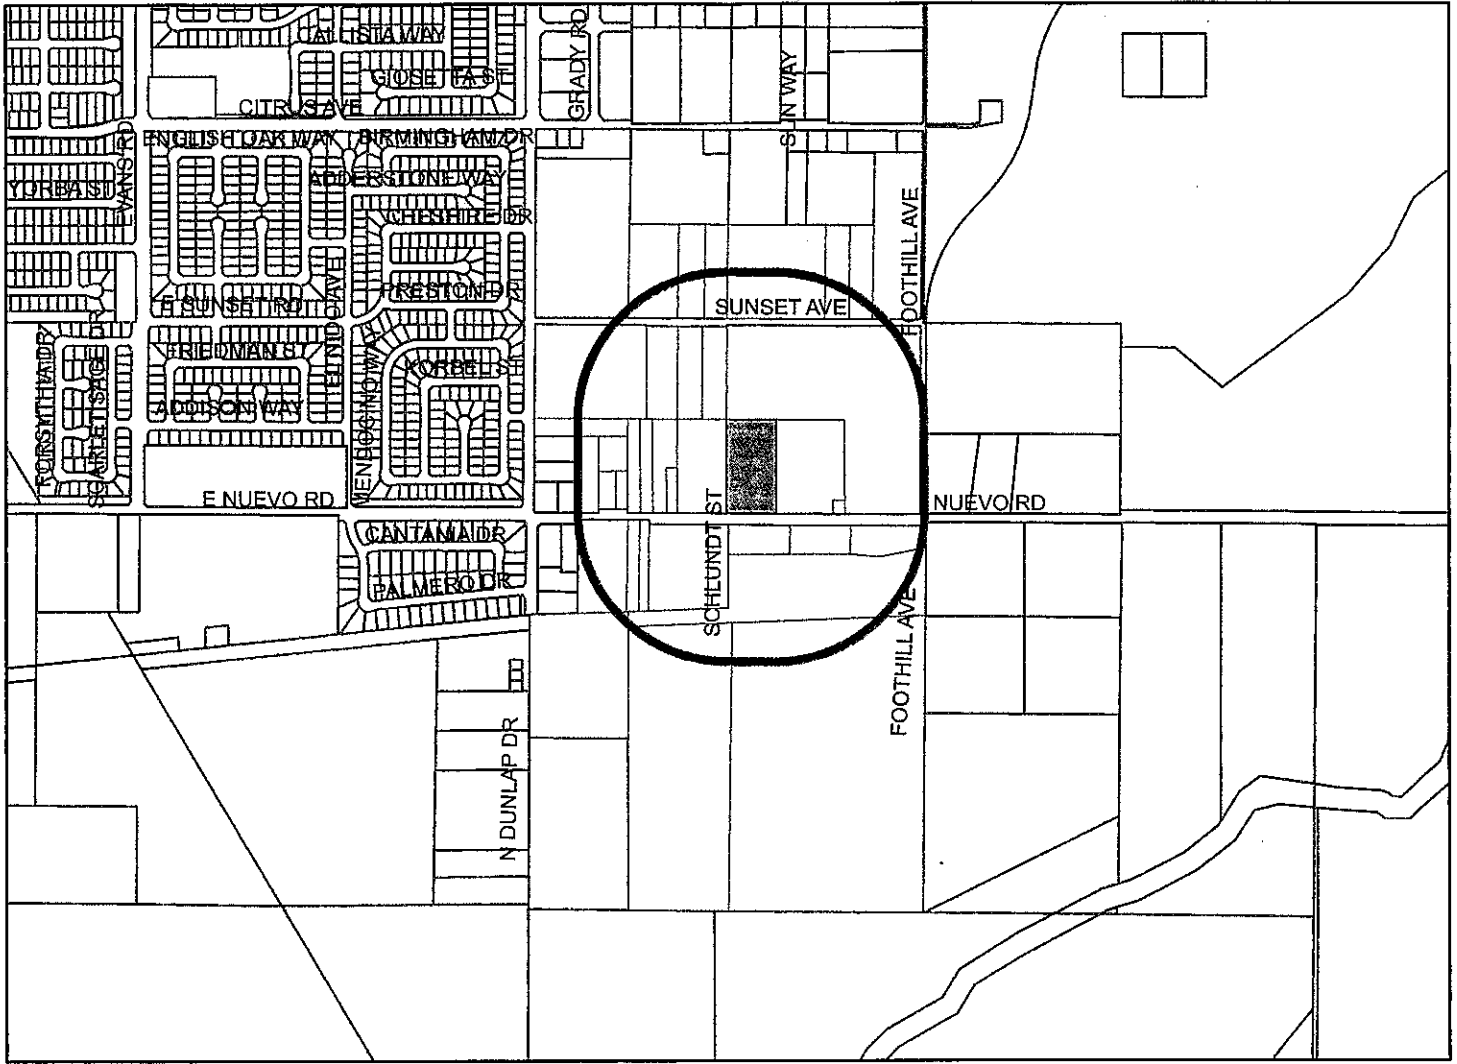 CALLISTA WAY
GRADY RD
GIOSETTA ST
SUN WAY
CITRUS AVE
ENGLISH OAK WAY
BIRMINGHAM DR
EVANS RD
ADDERSTONE WAY
YORBA ST
CHESHIRE DR
FOOTHILL AVE
EL NIDO AVE
PRESTON DR
E SUNSET RD
SUNSET AVE
FORSYTHIA DR
SCARLET SAGE DR
FRIEDMAN ST
MENDOCINO WAY
KORBEL ST
ADDISON WAY
E NUEVO RD
NUEVO RD
SCHLUNDT ST
CANTANIA DR
PALMERO DR
FOOTHILL AVE
N DUNLAP DR